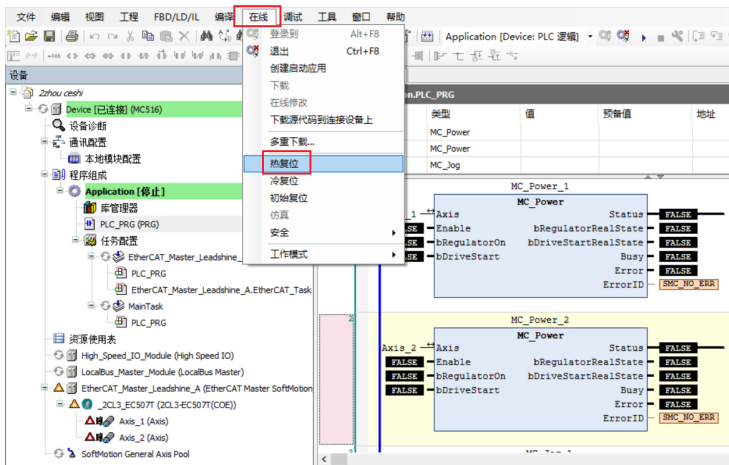 文件 编辑 视图 工程 FBD/LD/IL 编译 在线 调试 工具 窗口 帮助
Application [Device: PLC 逻辑]
设备
2zhou ceshi
Device [已连接] (MC516)
设备诊断
通讯配置
本地模块配置
程序组成
Application [停止]
库管理器
PLC_PRG (PRG)
任务配置
EtherCAT_Master_Leadshine_
PLC_PRG
EtherCAT_Master_Leadshine_A.EtherCAT_Task
MainTask
PLC_PRG
资源使用表
High_Speed_IO_Module (High Speed IO)
LocalBus_Master_Module (LocalBus Master)
EtherCAT_Master_Leadshine_A (EtherCAT Master SoftMotion
_2CL3_EC507T (2CL3-EC507T(COE))
Axis_1 (Axis)
Axis_2 (Axis)
SoftMotion General Axis Pool
登录到 Alt+F8
退出 Ctrl+F8
创建启动应用
下载
在线修改
下载源代码到连接设备上
多重下载...
热复位
冷复位
初始复位
仿真
安全
工作模式
n.PLC_PRG
类型 值 预备值 地址
MC_Power
MC_Power
MC_Jog
MC_Power_1
MC_Power
_1 Axis Status FALSE
SE Enable bRegulatorRealState FALSE
SE bRegulatorOn bDriveStartRealState FALSE
SE bDriveStart Busy FALSE
Error FALSE
ErrorID SMC_NO_ERR
2
MC_Power_2
MC_Power
Axis_2 Axis Status FALSE
FALSE Enable bRegulatorRealState FALSE
FALSE bRegulatorOn bDriveStartRealState FALSE
FALSE bDriveStart Busy FALSE
Error FALSE
ErrorID SMC_NO_ERR